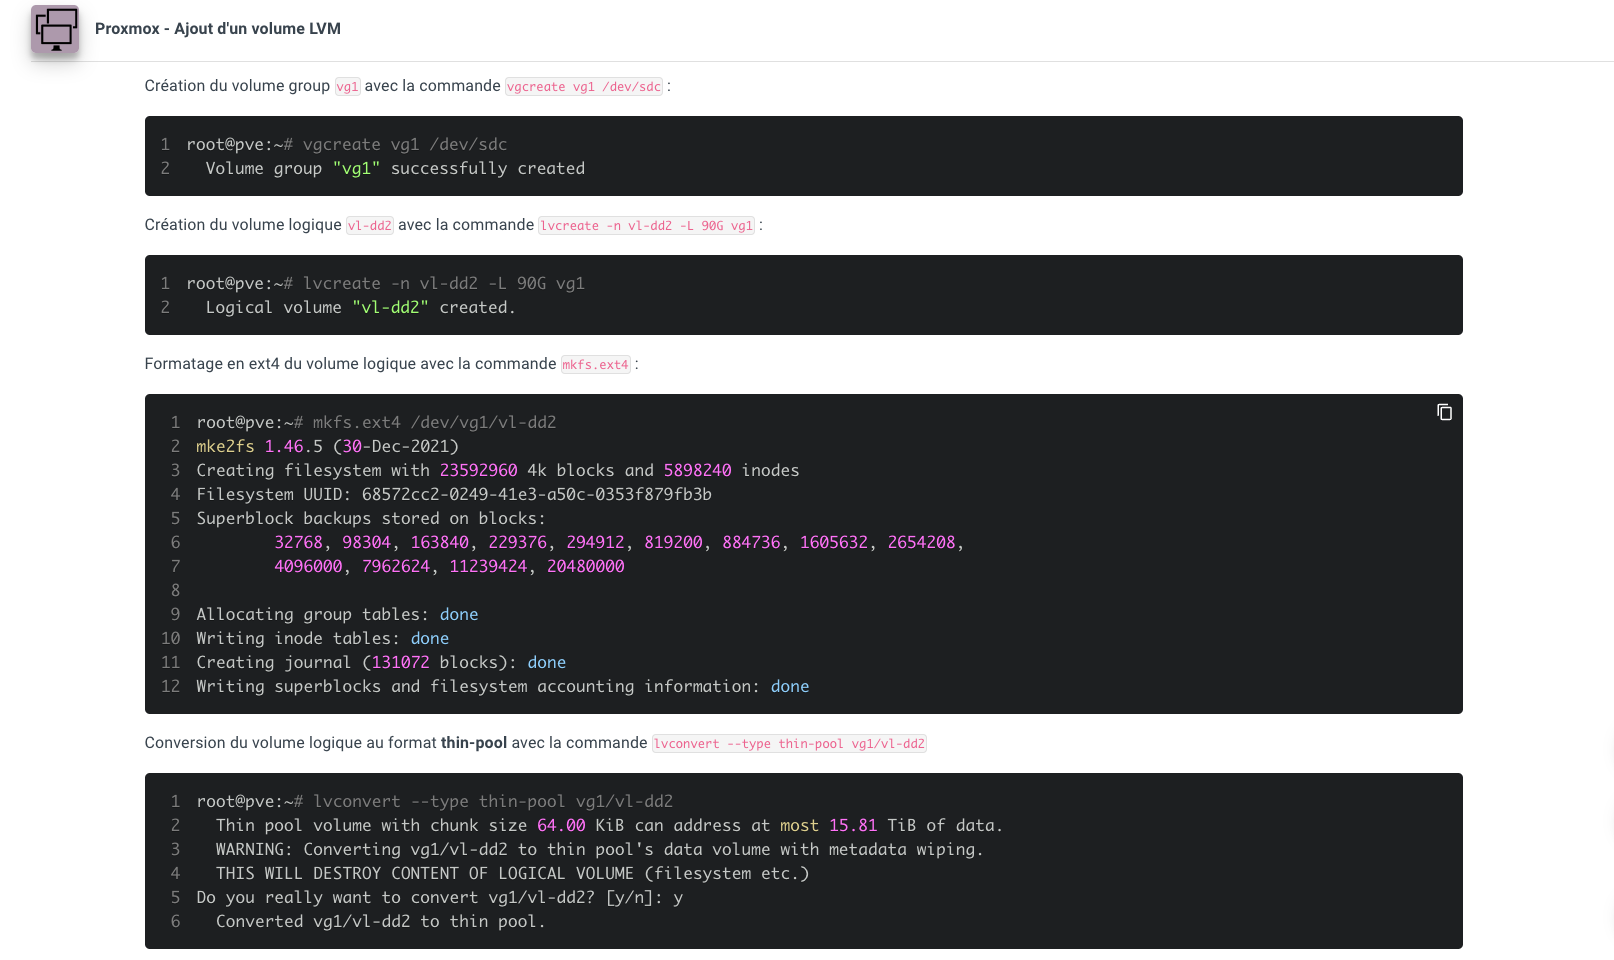 Proxmox - Ajout d'un volume LVM
Création du volume group vg1 avec la commande vgcreate vg1 /dev/sdc :
1 root@pve:~# vgcreate vg1 /dev/sdc
2   Volume group "vg1" successfully created
Création du volume logique vl-dd2 avec la commande lvcreate -n vl-dd2 -L 90G vg1 :
1 root@pve:~# lvcreate -n vl-dd2 -L 90G vg1
2   Logical volume "vl-dd2" created.
Formatage en ext4 du volume logique avec la commande mkfs.ext4 :
1 root@pve:~# mkfs.ext4 /dev/vg1/vl-dd2
2 mke2fs 1.46.5 (30-Dec-2021)
3 Creating filesystem with 23592960 4k blocks and 5898240 inodes
4 Filesystem UUID: 68572cc2-0249-41e3-a50c-0353f879fb3b
5 Superblock backups stored on blocks:
6         32768, 98304, 163840, 229376, 294912, 819200, 884736, 1605632, 2654208,
7         4096000, 7962624, 11239424, 20480000
8
9 Allocating group tables: done
10 Writing inode tables: done
11 Creating journal (131072 blocks): done
12 Writing superblocks and filesystem accounting information: done
Conversion du volume logique au format thin-pool avec la commande lvconvert --type thin-pool vg1/vl-dd2
1 root@pve:~# lvconvert --type thin-pool vg1/vl-dd2
2   Thin pool volume with chunk size 64.00 KiB can address at most 15.81 TiB of data.
3   WARNING: Converting vg1/vl-dd2 to thin pool's data volume with metadata wiping.
4   THIS WILL DESTROY CONTENT OF LOGICAL VOLUME (filesystem etc.)
5 Do you really want to convert vg1/vl-dd2? [y/n]: y
6   Converted vg1/vl-dd2 to thin pool.